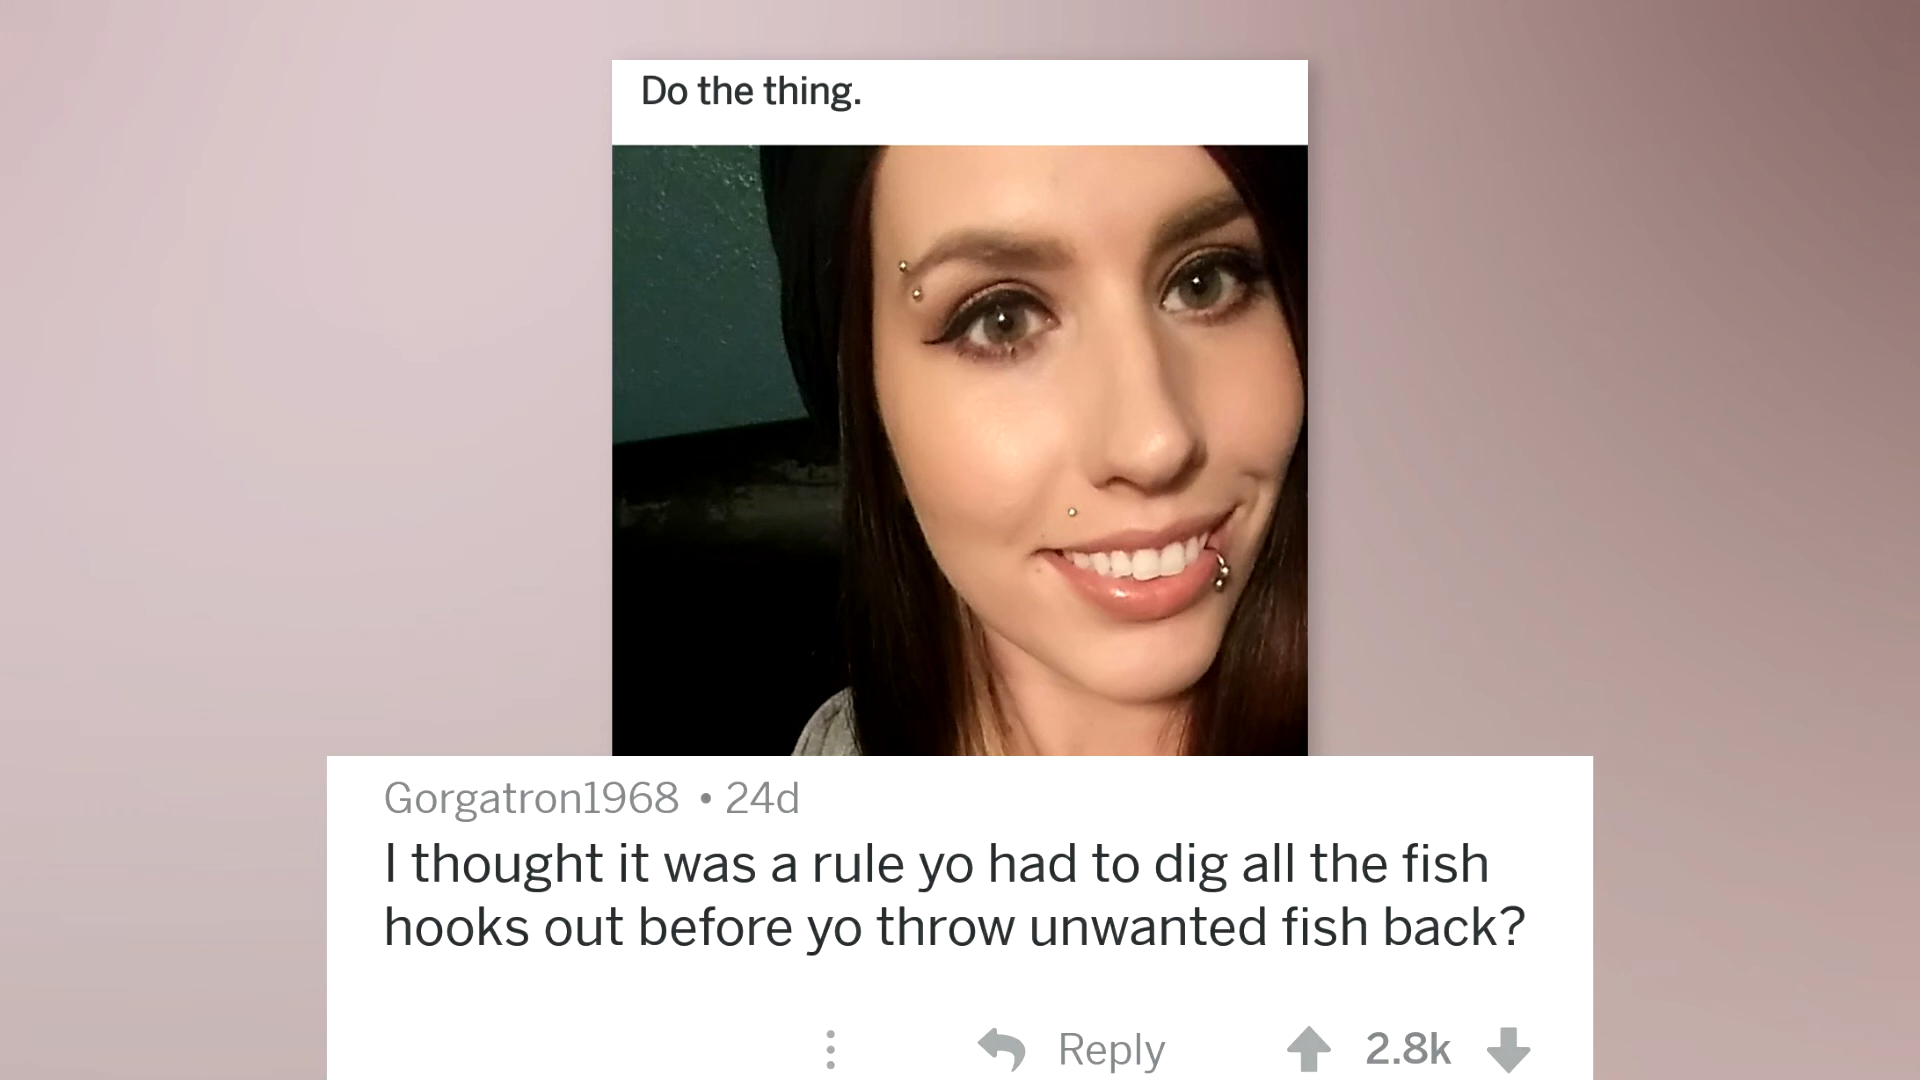 Do the thing.
Gorgatron1968 • 24d
I thought it was a rule yo had to dig all the fish
hooks out before yo throw unwanted fish back?
Reply 2.8k